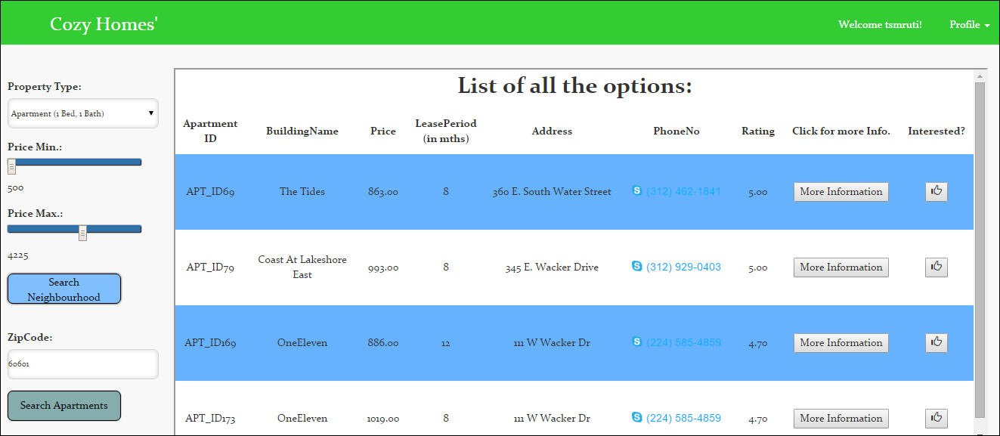 Cozy Homes'
Welcome tsmruti!
Profile
Property Type:
Apartment (1 Bed, 1 Bath)
Price Min.:
500
Price Max.:
4225
Search
Neighbourhood
ZipCode:
60601
Search Apartments
List of all the options:
Apartment ID BuildingName Price LeasePeriod (in mths) Address PhoneNo Rating Click for more Info. Interested?
APT_ID69 The Tides 863.00 8 360 E. South Water Street (312) 462-1841 5.00 More Information
APT_ID79 Coast At Lakeshore East 993.00 8 345 E. Wacker Drive (312) 929-0403 5.00 More Information
APT_ID169 OneEleven 886.00 12 111 W Wacker Dr (224) 585-4859 4.70 More Information
APT_ID173 OneEleven 1019.00 8 111 W Wacker Dr (224) 585-4859 4.70 More Information